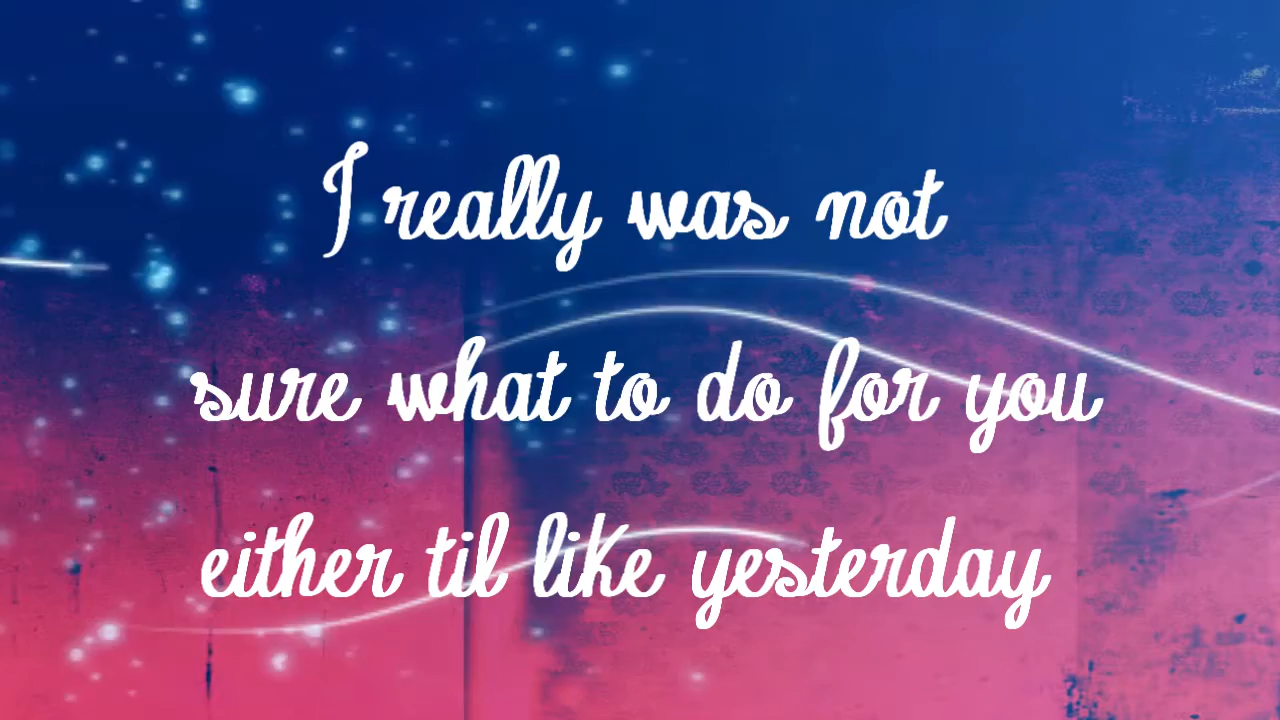 I really was not
sure what to do for you
either til like yesterday